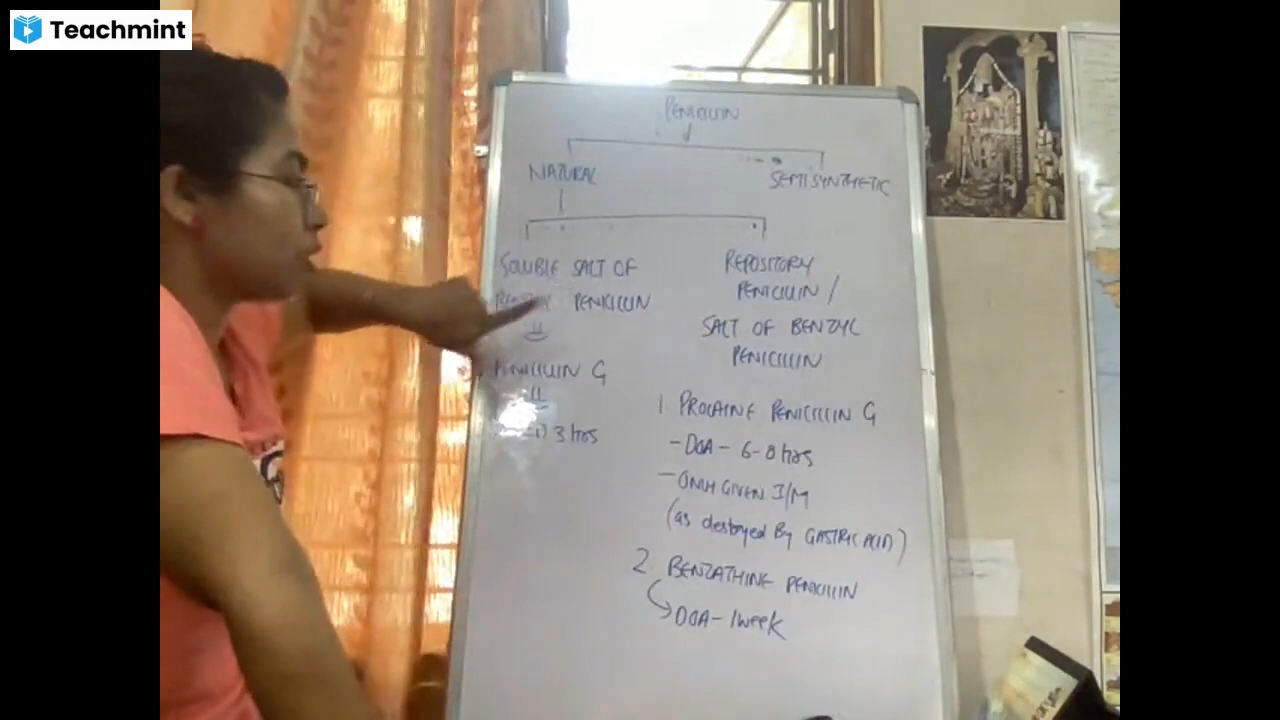 Teachmint
PENICILLIN
NATURAL
SEMISYNTHETIC
SOLUBLE SALT OF
PENICILLIN
PENICILLIN G
3 hrs
REPOSITORY
PENICILLIN /
SALT OF BENZYL
PENICILLIN
1. PROCAINE PENICILLIN G
- DOA - 6-8 hrs
- ONLY GIVEN I/M
(as destroyed By GASTRIC ACID)
2. BENZATHINE PENICILLIN
DOA - 1 week